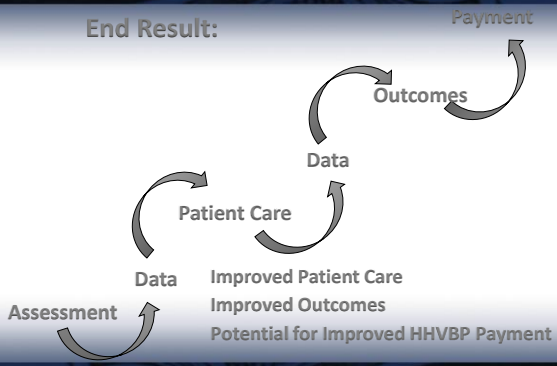 Payment
End Result:
Outcomes
Data
Patient Care
Data
Improved Patient Care
Improved Outcomes
Assessment
Potential for Improved HHVBP Payment